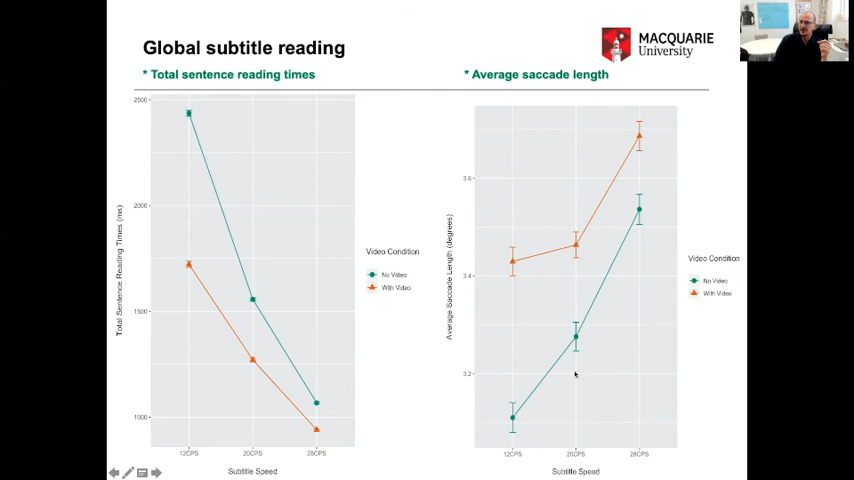 Global subtitle reading
MACQUARIE
University
* Total sentence reading times
* Average saccade length
2500
2000
1500
1000
Total Sentence Reading Times (ms)
12CPS
20CPS
28CPS
Subtitle Speed
Video Condition
No Video
With Video
3.6
3.4
3.2
Average Saccade Length (degrees)
12CPS
20CPS
28CPS
Subtitle Speed
Video Condition
No Video
With Video